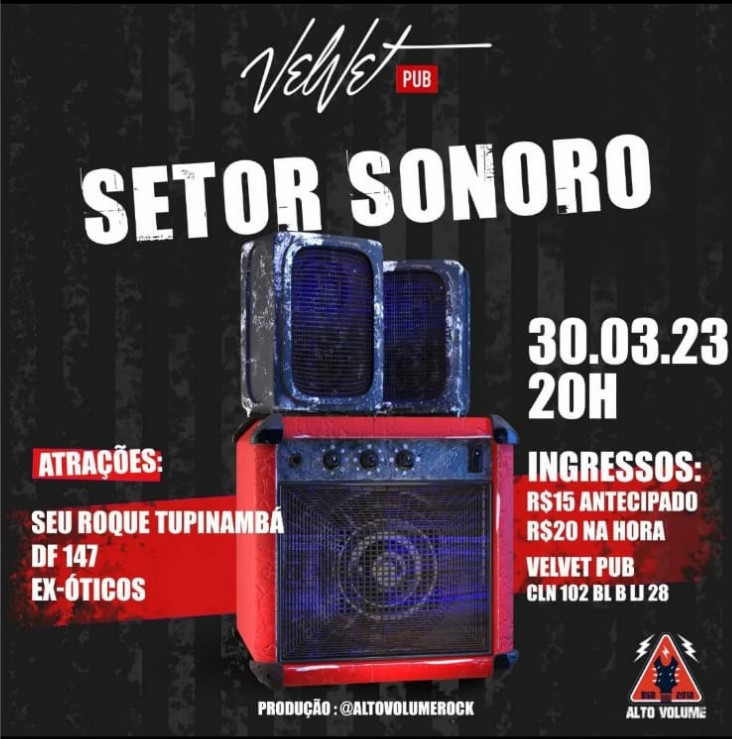 VELVET
PUB
SETOR SONORO
30.03.23
20H
ATRAÇÕES:
SEU ROQUE TUPINAMBÁ
DF 147
EX-ÓTICOS
INGRESSOS:
R$15 ANTECIPADO
R$20 NA HORA
VELVET PUB
CLN 102 BL B LJ 28
BSB 2014
ALTO VOLUME
PRODUÇÃO : @ALTOVOLUMEROCK